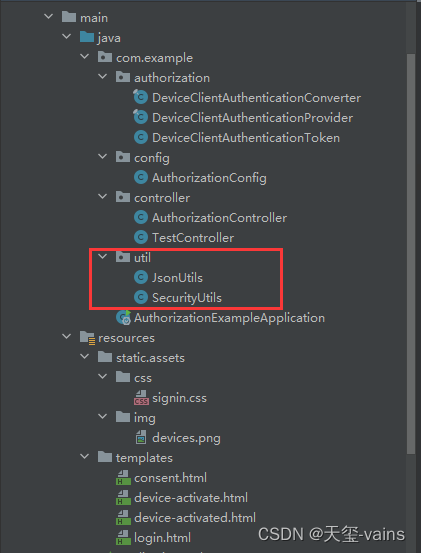 main
java
com.example
authorization
DeviceClientAuthenticationConverter
DeviceClientAuthenticationProvider
DeviceClientAuthenticationToken
config
AuthorizationConfig
controller
AuthorizationController
TestController
util
JsonUtils
SecurityUtils
AuthorizationExampleApplication
resources
static.assets
css
signin.css
img
devices.png
templates
consent.html
device-activate.html
device-activated.html
login.html
CSDN @天玺-vains